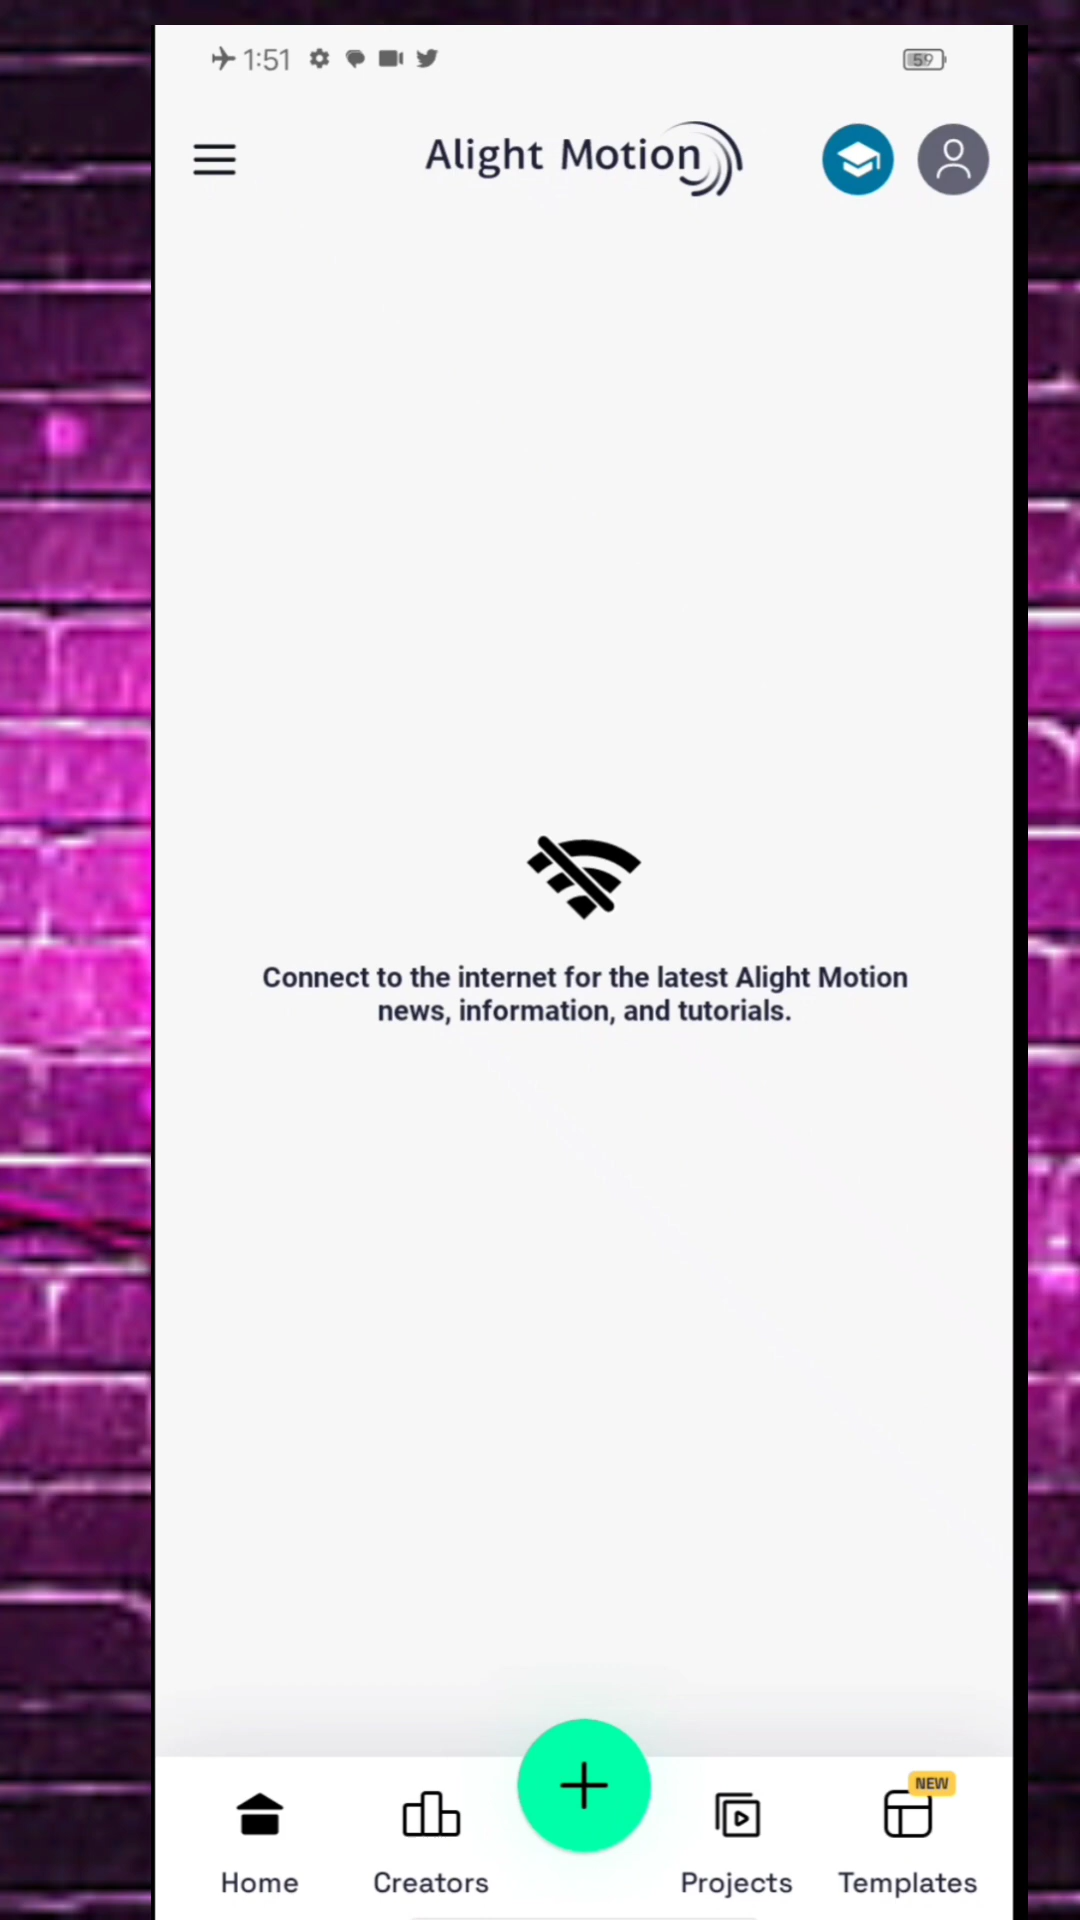 1:51
59
Alight Motion
Connect to the internet for the latest Alight Motion
news, information, and tutorials.
NEW
Home
Creators
Projects
Templates